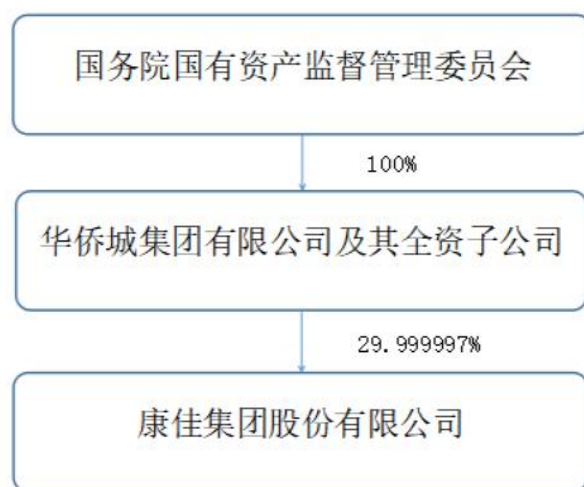 国务院国有资产监督管理委员会
100%
华侨城集团有限公司及其全资子公司
29.999997%
康佳集团股份有限公司